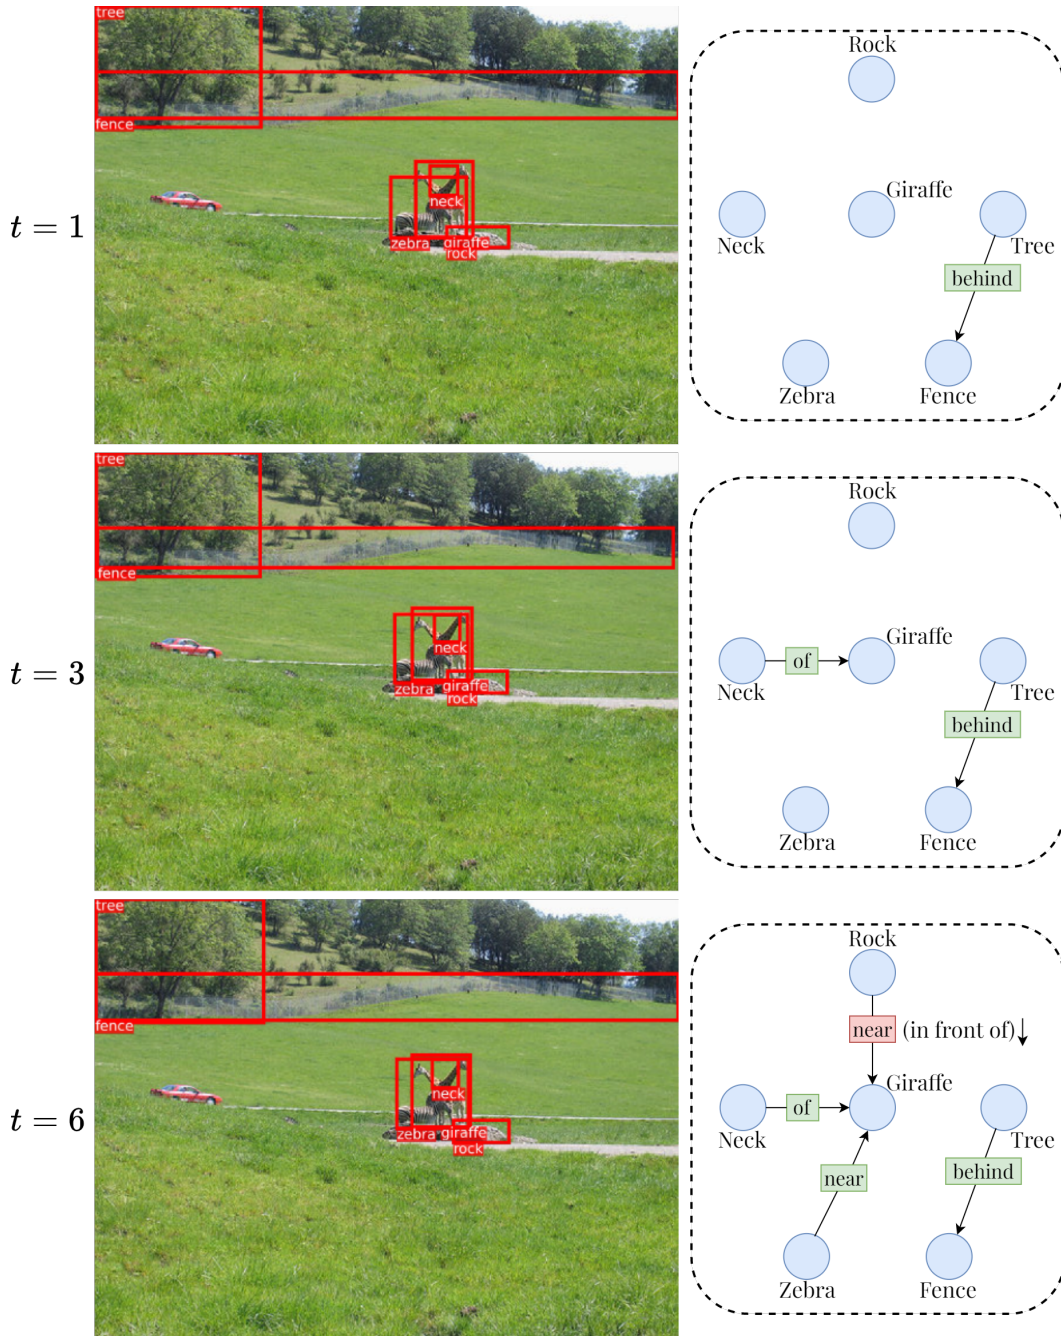 t = 1
tree
fence
neck
zebra
giraffe
rock
Rock
Giraffe
Neck
Tree
behind
Zebra
Fence
t = 3
tree
fence
neck
zebra
giraffe
rock
Rock
Giraffe
Neck
of
Tree
behind
Zebra
Fence
t = 6
tree
fence
neck
zebra
giraffe
rock
Rock
near (in front of)↓
Giraffe
Neck
of
Tree
near
behind
Zebra
Fence